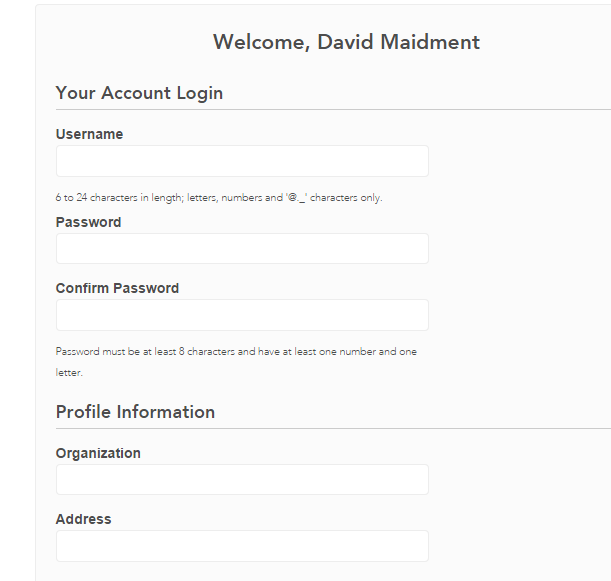 Welcome, David Maidment
Your Account Login
Username
6 to 24 characters in length; letters, numbers and '@._' characters only.
Password
Confirm Password
Password must be at least 8 characters and have at least one number and one
letter.
Profile Information
Organization
Address